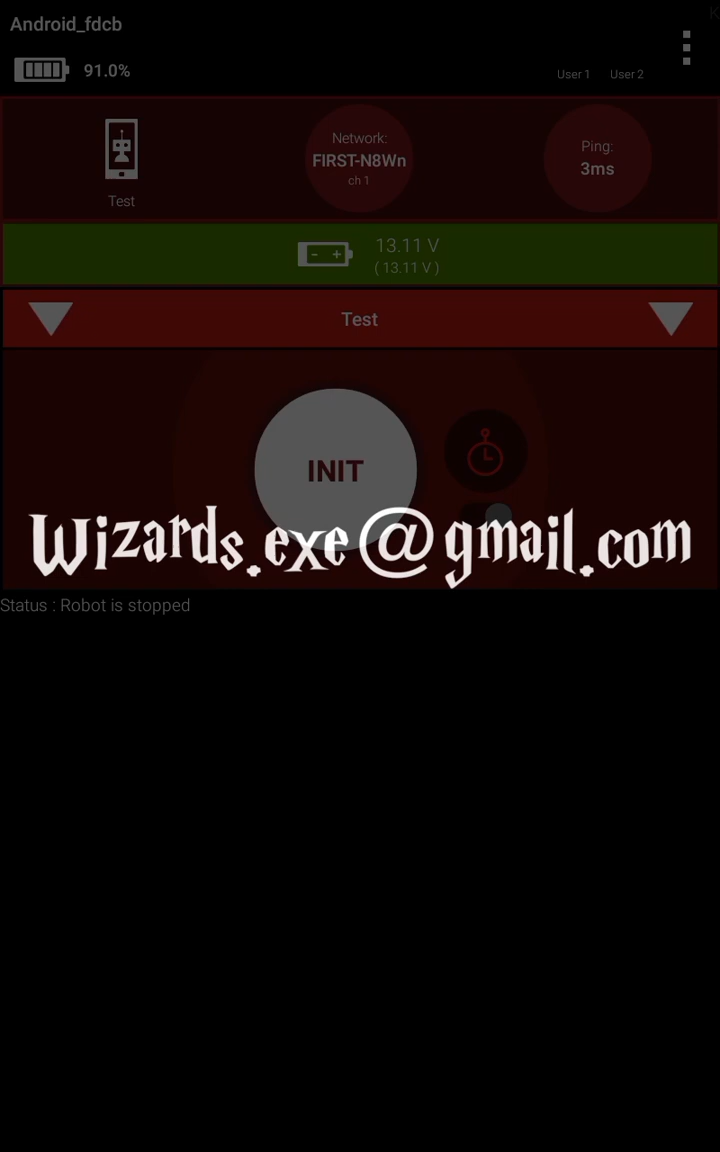 Android_fdcb
91.0%
User 1 User 2
Network:
FIRST-N8Wn
ch 1
Ping:
3ms
Test
13.11 V
( 13.11 V )
Test
INIT
Wizards.exe@gmail.com
Status : Robot is stopped